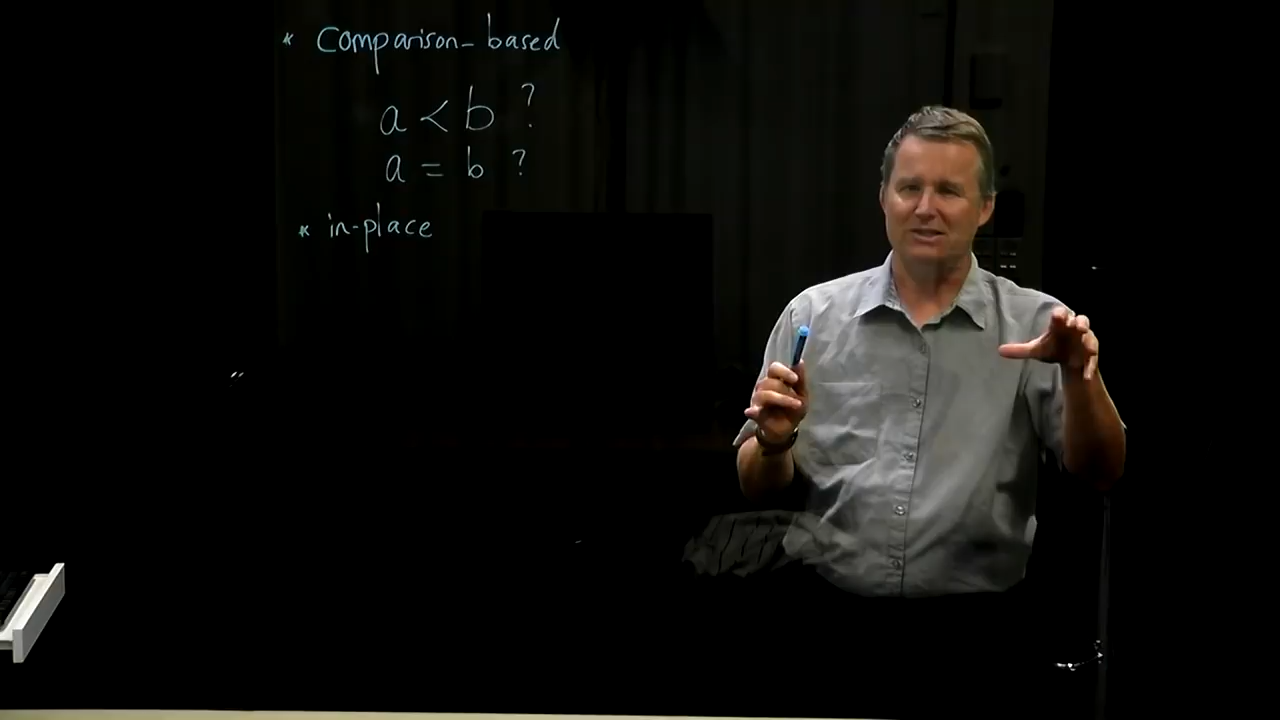 * Comparison-based
a < b ?
a = b ?
* in-place